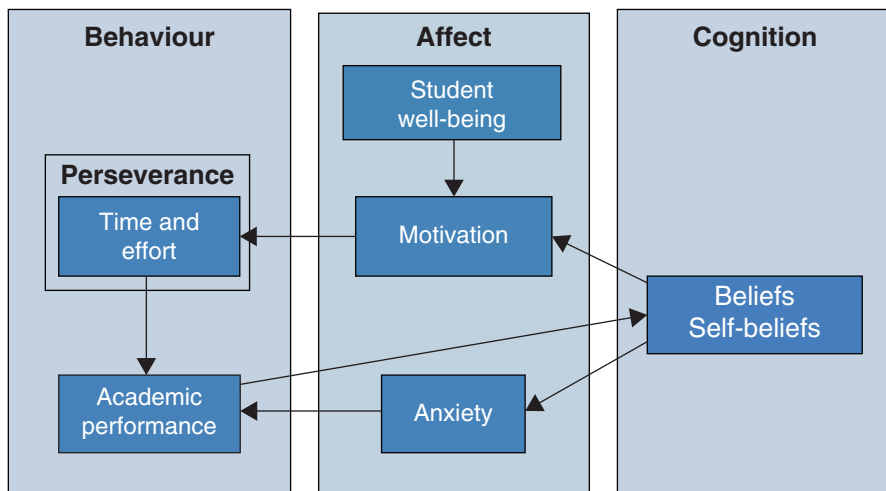 Behaviour
Affect
Cognition
Student
well-being
Perseverance
Time and
effort
Motivation
Beliefs
Self-beliefs
Academic
performance
Anxiety